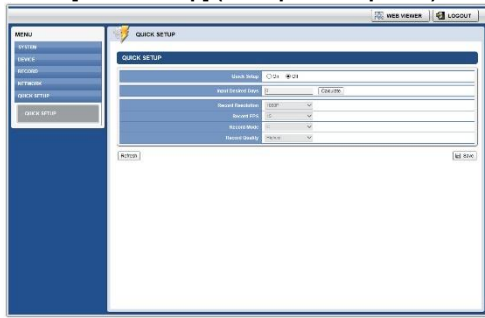 WEB VIEWER LOGOUT
MENU
SYSTEM
DEVICE
RECORD
NETWORK
QUICK SETUP
QUICK SETUP
QUICK SETUP
QUICK SETUP
Quick Setup On Off
Input Desired Days Calculate
Record Resolution
Record FPS
Record Mode
Record Quality
Refresh Save